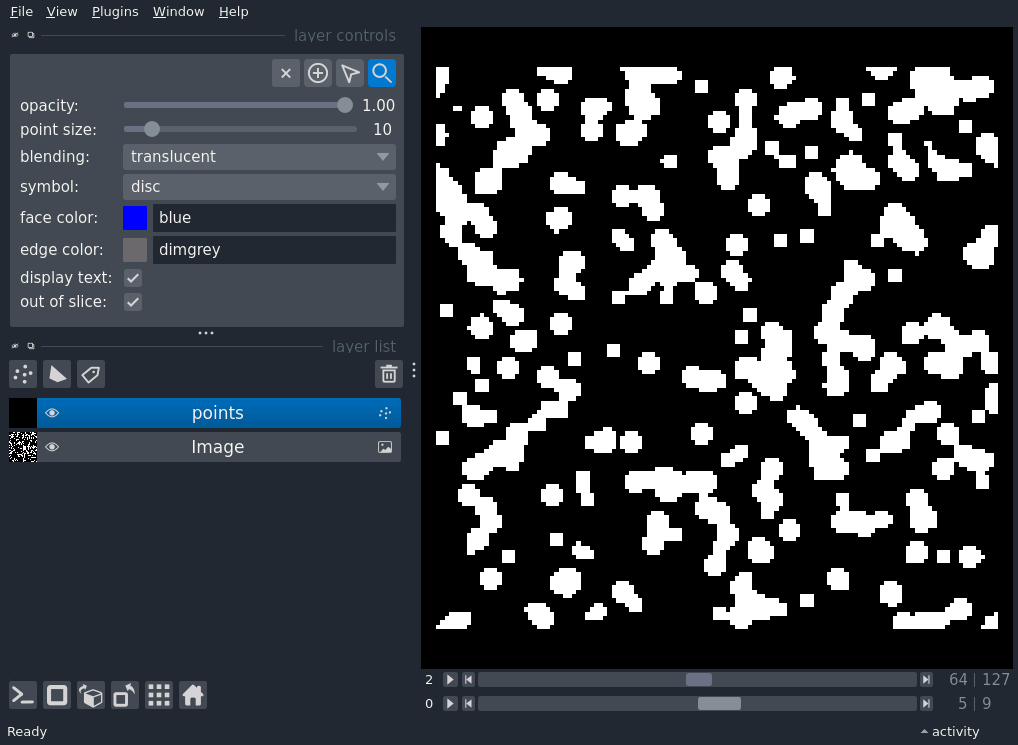 File View Plugins Window Help
layer controls
opacity: 1.00
point size: 10
blending: translucent
symbol: disc
face color: blue
edge color: dimgrey
display text:
out of slice:
layer list
points
Image
2 64 | 127
0 5 | 9
Ready activity